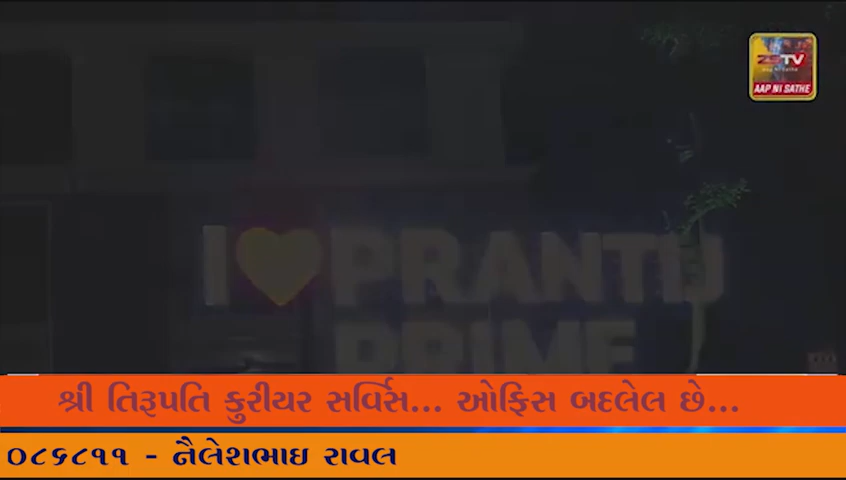 ZSTV
AAP NI SATHE
I PRANTIJ
PRIME
શ્રી તિરૂપતિ કુરીયર સર્વિસ... ઓફિસ બદલેલ છે...
૦૮૬૮૧૧ - નૈલેશભાઇ રાવલ